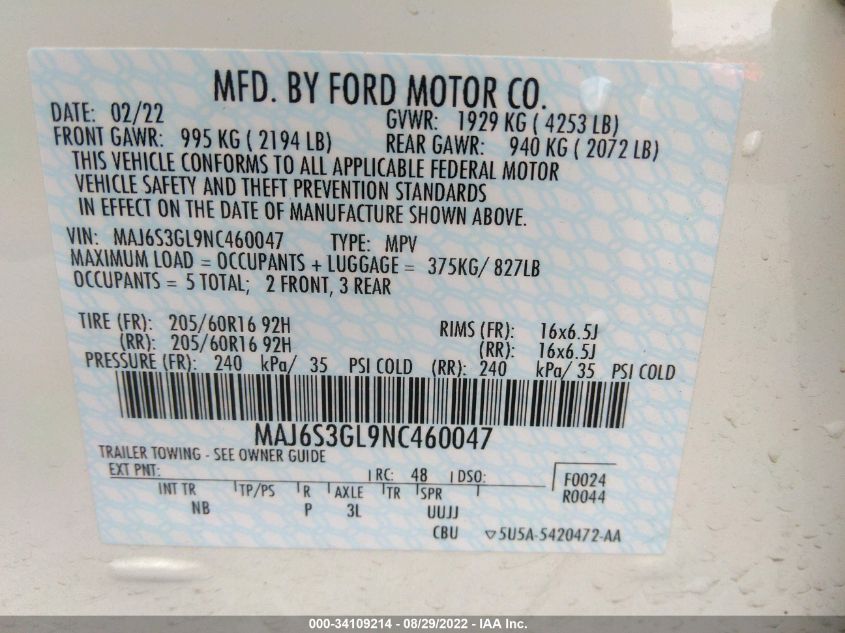 MFD. BY FORD MOTOR CO.
DATE: 02/22 GVWR: 1929 KG ( 4253 LB)
FRONT GAWR: 995 KG ( 2194 LB) REAR GAWR: 940 KG ( 2072 LB)
THIS VEHICLE CONFORMS TO ALL APPLICABLE FEDERAL MOTOR
VEHICLE SAFETY AND THEFT PREVENTION STANDARDS
IN EFFECT ON THE DATE OF MANUFACTURE SHOWN ABOVE.
VIN: MAJ6S3GL9NC460047 TYPE: MPV
MAXIMUM LOAD = OCCUPANTS + LUGGAGE = 375KG/ 827LB
OCCUPANTS = 5 TOTAL; 2 FRONT, 3 REAR
TIRE (FR): 205/60R16 92H RIMS (FR): 16x6.5J
(RR): 205/60R16 92H (RR): 16x6.5J
PRESSURE (FR): 240 kPa/ 35 PSI COLD (RR): 240 kPa/ 35 PSI COLD
MAJ6S3GL9NC460047
TRAILER TOWING - SEE OWNER GUIDE
EXT PNT: RC: 48 DSO: F0024
R0044
INT TR TP/PS R AXLE TR SPR
NB P 3L UUJJ
CBU ▽5U5A-5420472-AA
000-34109214 - 08/29/2022 - IAA Inc.